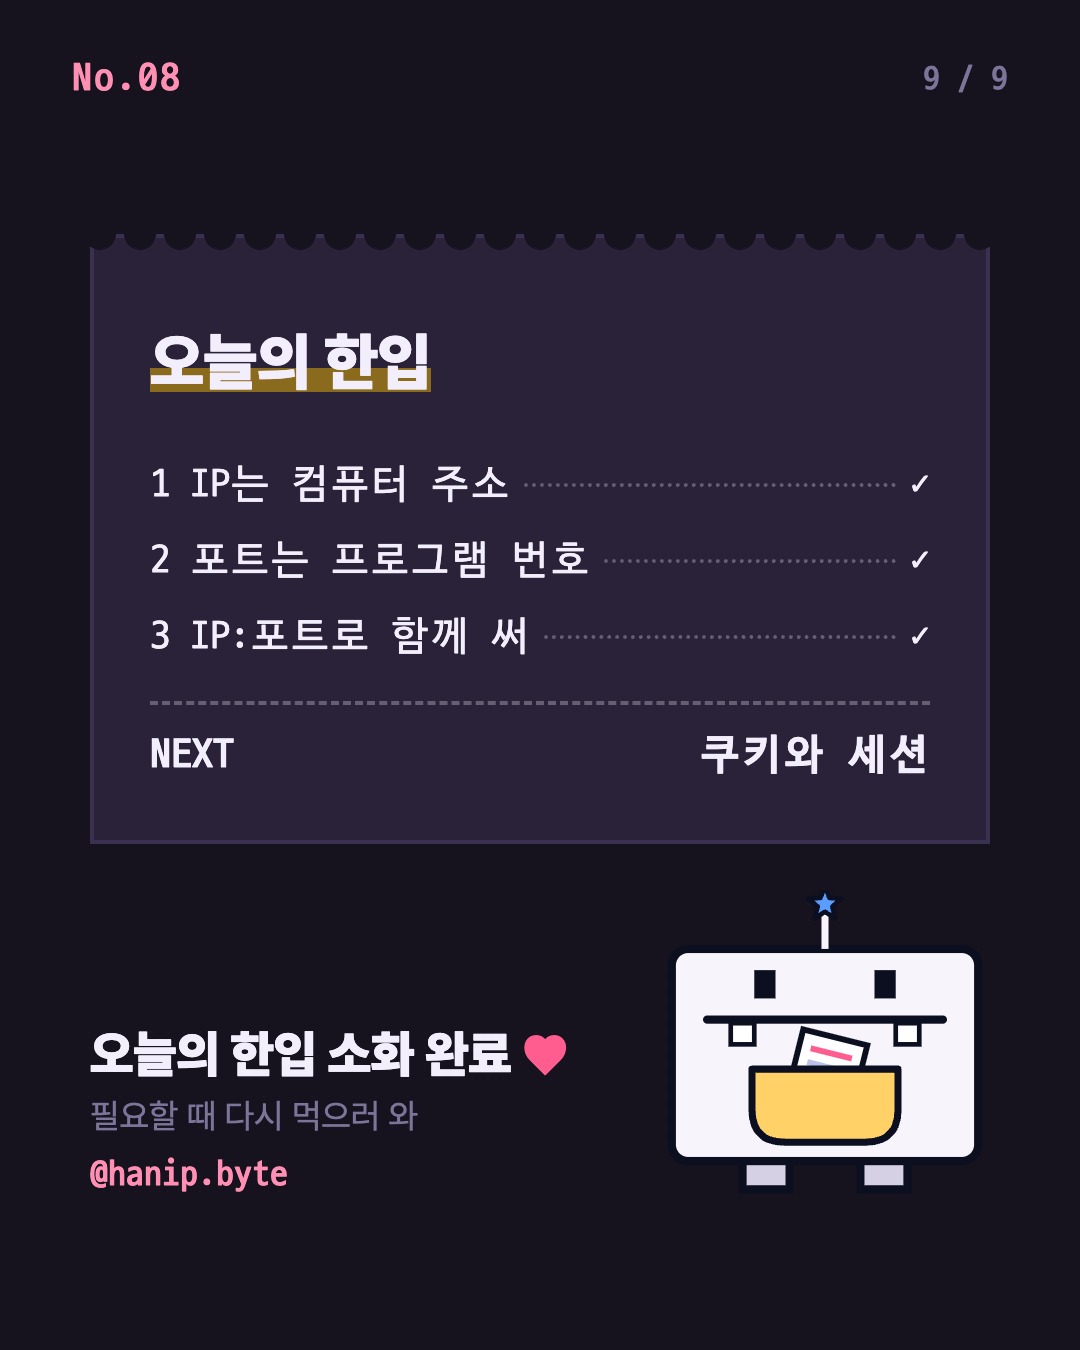 No.08
9 / 9
오늘의 한입
1 IP는 컴퓨터 주소 ✓
2 포트는 프로그램 번호 ✓
3 IP:포트로 함께 써 ✓
NEXT 쿠키와 세션
오늘의 한입 소화 완료
필요할 때 다시 먹으러 와
@hanip.byte